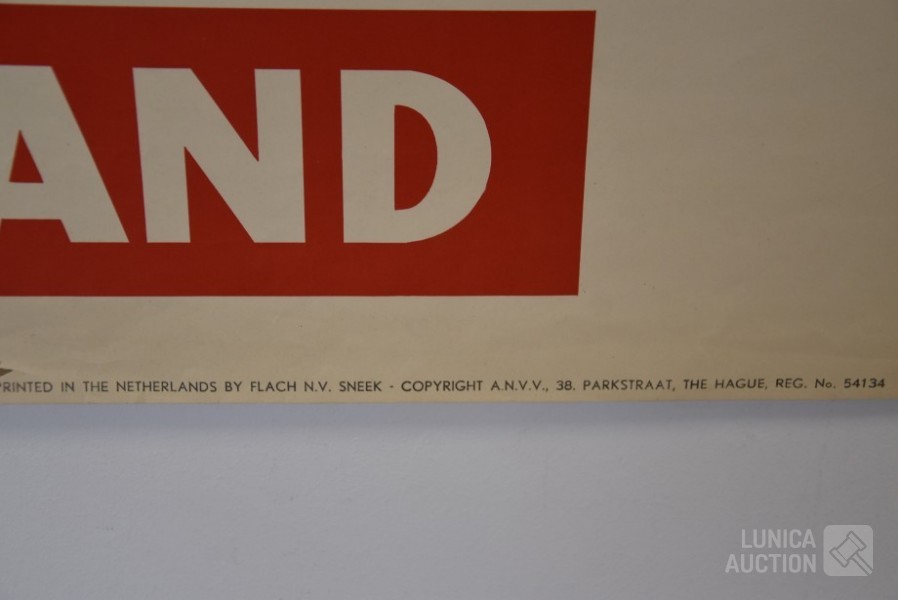 AND
PRINTED IN THE NETHERLANDS BY FLACH N.V. SNEEK - COPYRIGHT A.N.V.V., 38. PARKSTRAAT, THE HAGUE, REG. No. 54134
LUNICA
AUCTION